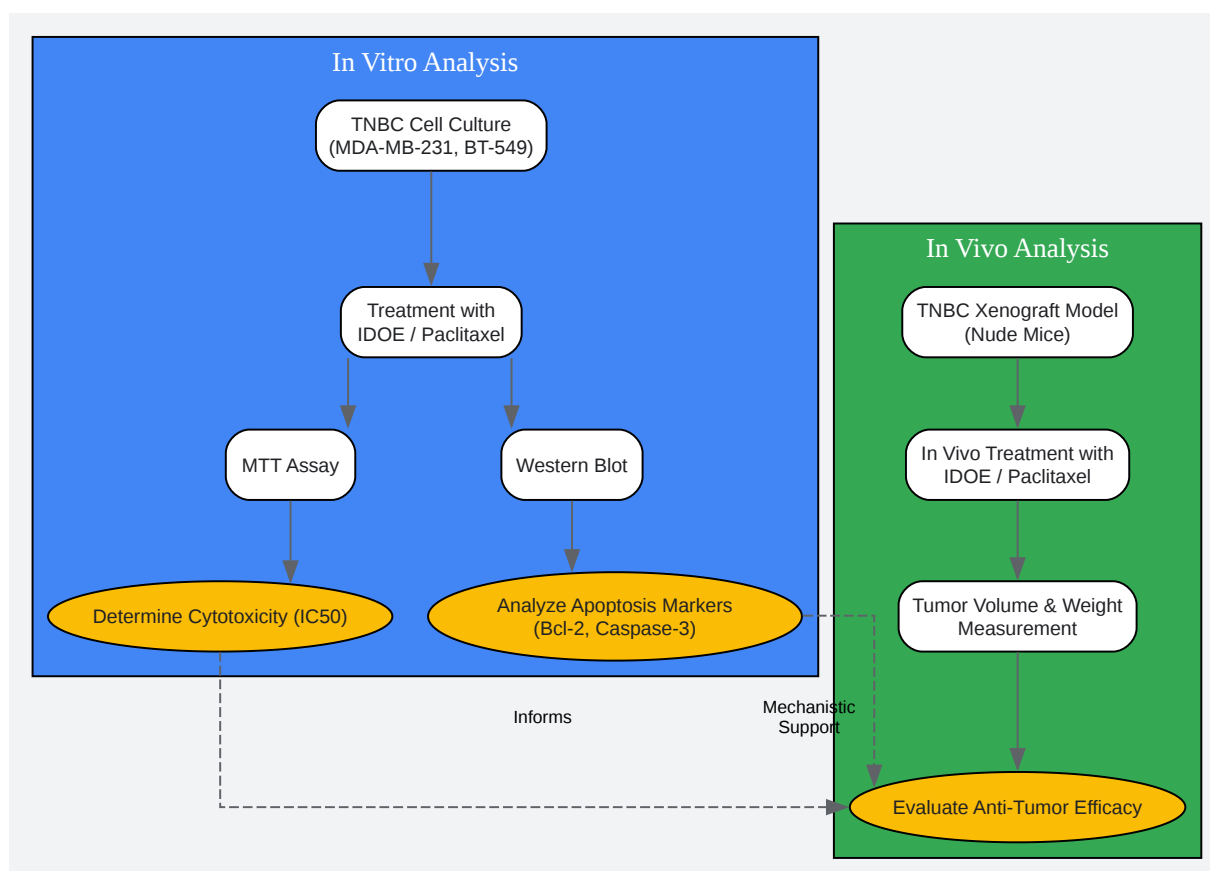 In Vitro Analysis
TNBC Cell Culture
(MDA-MB-231, BT-549)
Treatment with
IDOE / Paclitaxel
MTT Assay
Western Blot
Determine Cytotoxicity (IC50)
Analyze Apoptosis Markers
(Bcl-2, Caspase-3)
Informs
Mechanistic
Support
In Vivo Analysis
TNBC Xenograft Model
(Nude Mice)
In Vivo Treatment with
IDOE / Paclitaxel
Tumor Volume & Weight
Measurement
Evaluate Anti-Tumor Efficacy